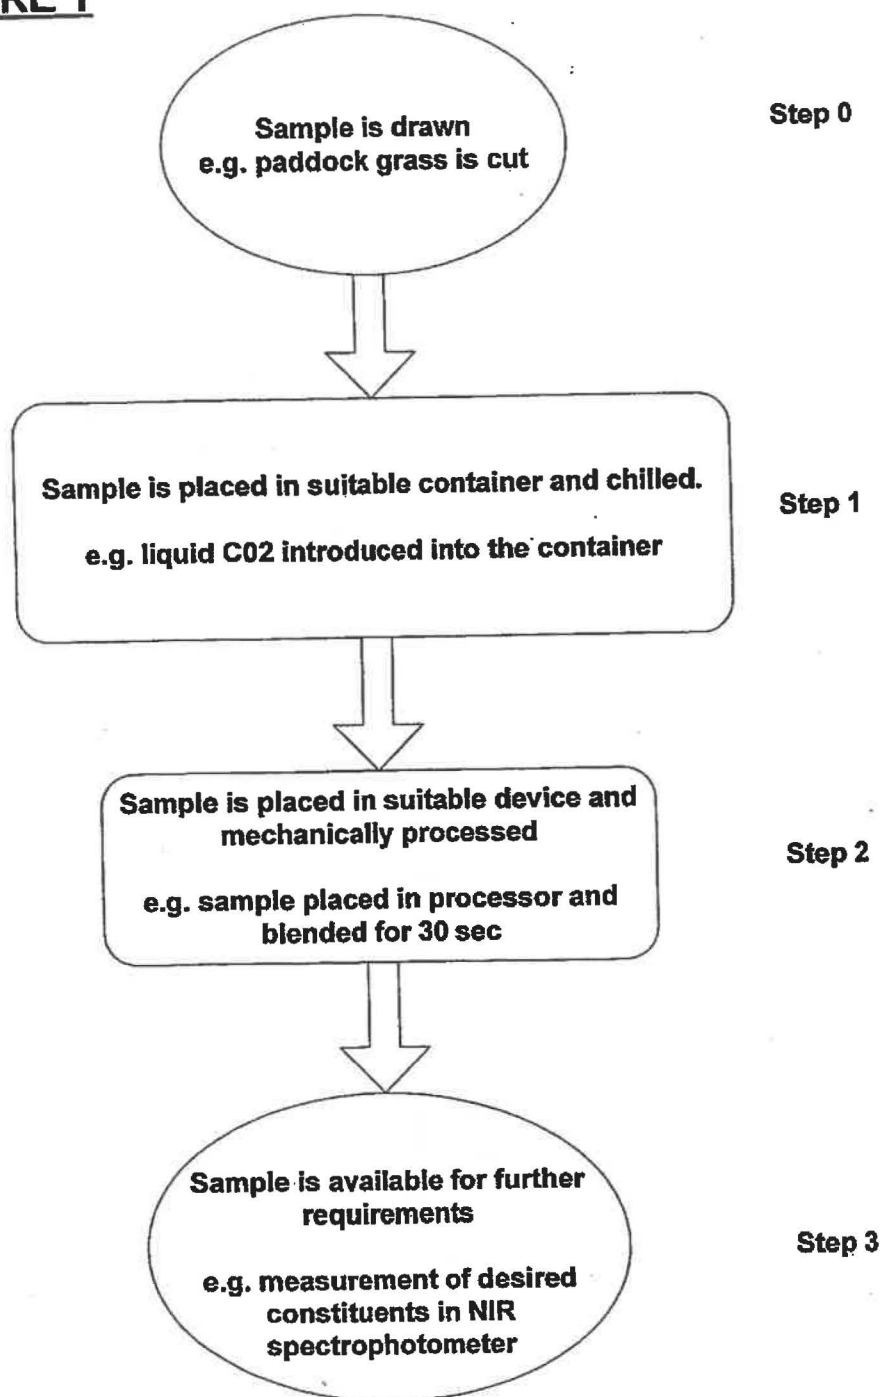 Sample is drawn
e.g. paddock grass is cut
Step 0
Sample is placed in suitable container and chilled.
e.g. liquid C02 introduced into the container
Step 1
Sample is placed in suitable device and
mechanically processed
e.g. sample placed in processor and
blended for 30 sec
Step 2
Sample is available for further
requirements
e.g. measurement of desired
constituents in NIR
spectrophotometer
Step 3